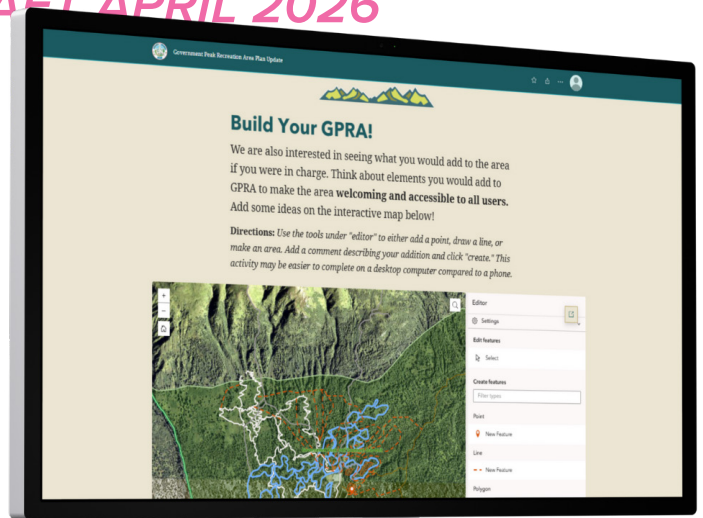 APRIL 2026
Government Peak Recreation Area Plan Update
Build Your GPRA!
We are also interested in seeing what you would add to the area
if you were in charge. Think about elements you would add to
GPRA to make the area welcoming and accessible to all users.
Add some ideas on the interactive map below!
Directions: Use the tools under "editor" to either add a point, draw a line, or
make an area. Add a comment describing your addition and click "create." This
activity may be easier to complete on a desktop computer compared to a phone.
Editor
Settings
Edit features
Select
Create features
Filter types
Point
New Feature
Line
New Feature
Polygon